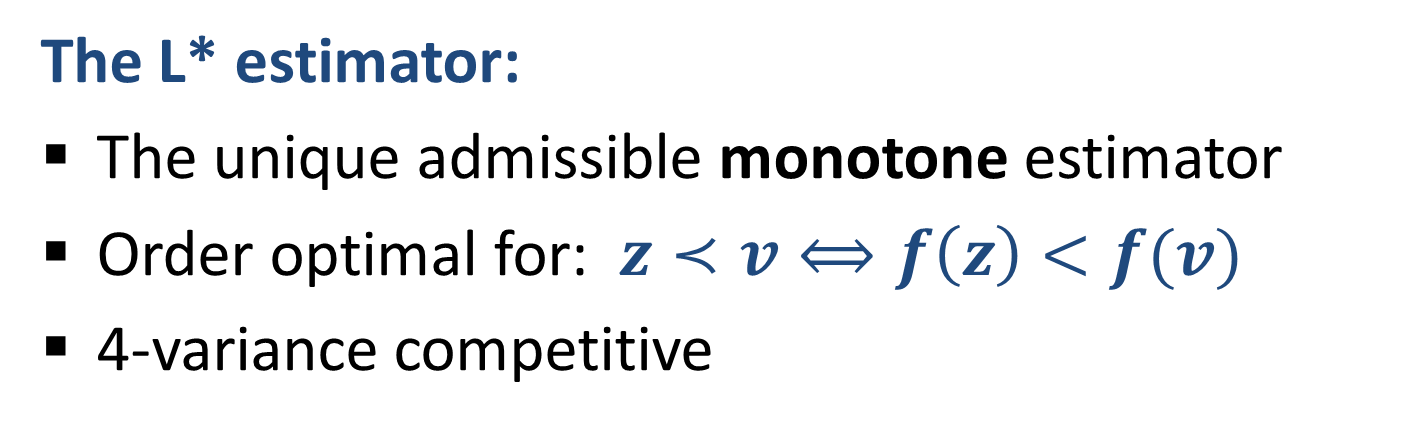 The L* estimator:
▪ The unique admissible monotone estimator
▪ Order optimal for: z ≺ v ⟺ f(z) < f(v)
▪ 4-variance competitive